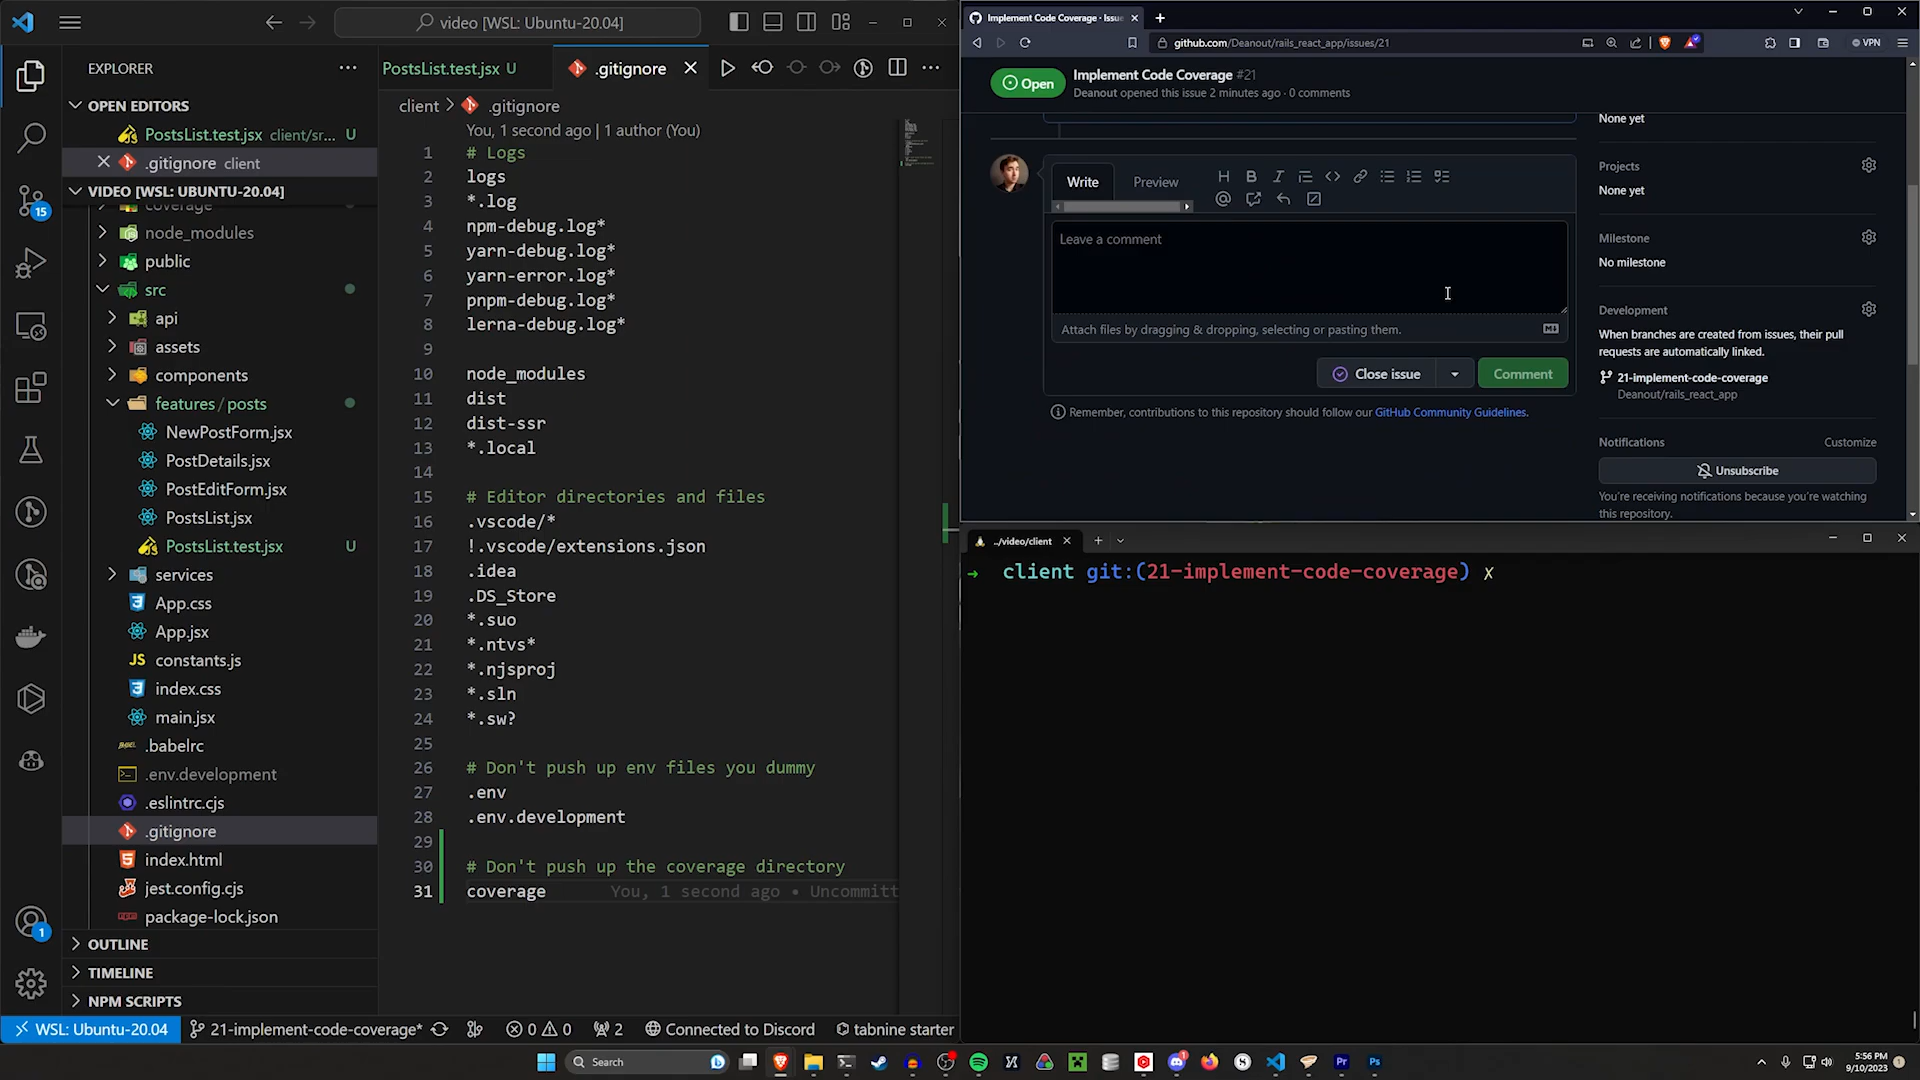 video [WSL: Ubuntu-20.04]
EXPLORER
OPEN EDITORS
PostsList.test.jsx client/sr... U
.gitignore client
VIDEO [WSL: UBUNTU-20.04]
coverage
node_modules
public
src
api
assets
components
features / posts
NewPostForm.jsx
PostDetails.jsx
PostEditForm.jsx
PostsList.jsx
PostsList.test.jsx U
services
App.css
App.jsx
JS constants.js
index.css
main.jsx
.babelrc
.env.development
.eslintrc.cjs
.gitignore
index.html
jest.config.cjs
package-lock.json
OUTLINE
TIMELINE
NPM SCRIPTS
15
1
PostsList.test.jsx U
.gitignore
client > .gitignore
You, 1 second ago | 1 author (You)
1 # Logs
2 logs
3 *.log
4 npm-debug.log*
5 yarn-debug.log*
6 yarn-error.log*
7 pnpm-debug.log*
8 lerna-debug.log*
9
10 node_modules
11 dist
12 dist-ssr
13 *.local
14
15 # Editor directories and files
16 .vscode/*
17 !.vscode/extensions.json
18 .idea
19 .DS_Store
20 *.suo
21 *.ntvs*
22 *.njsproj
23 *.sln
24 *.sw?
25
26 # Don't push up env files you dummy
27 .env
28 .env.development
29
30 # Don't push up the coverage directory
31 coverage You, 1 second ago • Uncommitt
WSL: Ubuntu-20.04 21-implement-code-coverage* 0 0 2 Connected to Discord tabnine starter
Implement Code Coverage · Issue
github.com/Deanout/rails_react_app/issues/21
VPN
Open
Implement Code Coverage #21
Deanout opened this issue 2 minutes ago · 0 comments
Write Preview
Leave a comment
Attach files by dragging & dropping, selecting or pasting them.
Close issue
Comment
Remember, contributions to this repository should follow our GitHub Community Guidelines.
None yet
Projects
None yet
Milestone
No milestone
Development
When branches are created from issues, their pull
requests are automatically linked.
21-implement-code-coverage
Deanout/rails_react_app
Notifications Customize
Unsubscribe
You're receiving notifications because you're watching
this repository.
../video/client
→ client git:(21-implement-code-coverage) x
Search
Pr
Ps
5:56 PM
9/10/2023